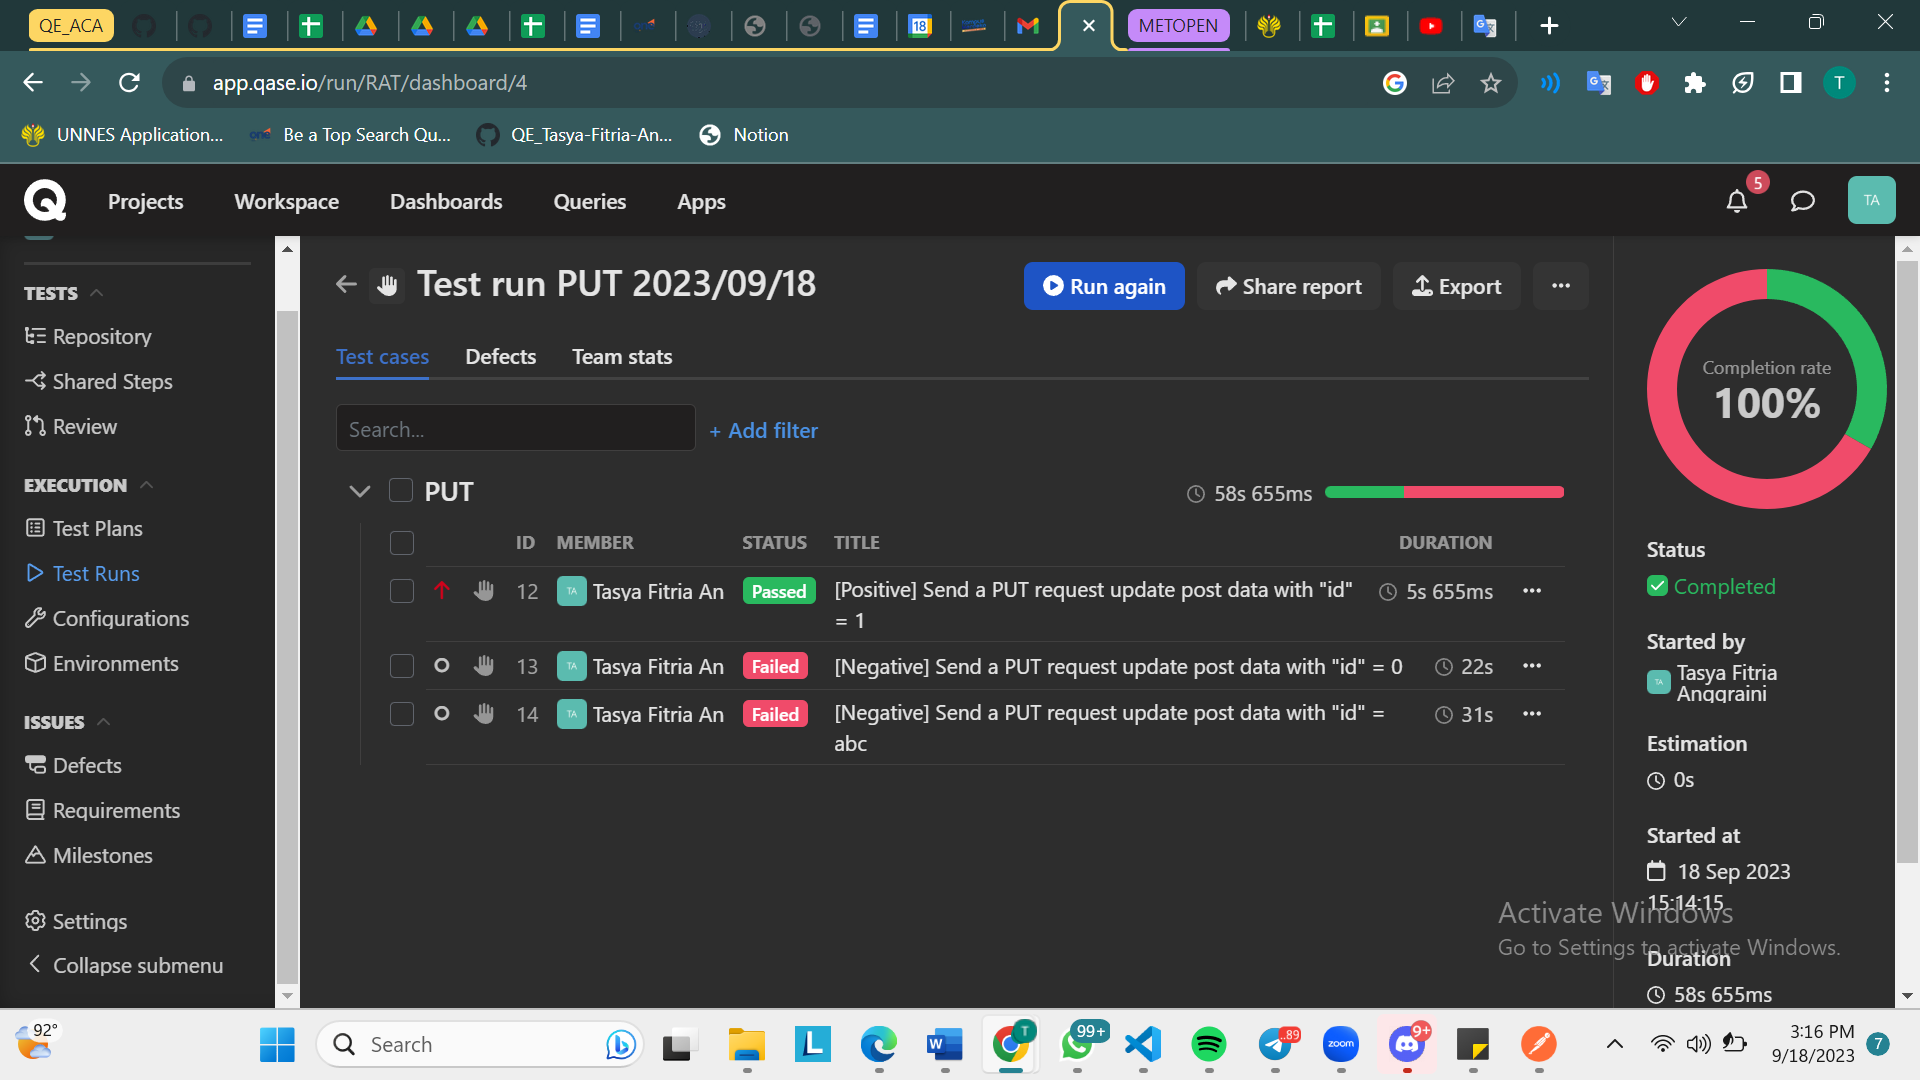 QE_ACA
18
METOPEN
app.qase.io/run/RAT/dashboard/4
T
UNNES Application...
one Be a Top Search Qu...
QE_Tasya-Fitria-An...
Notion
Projects
Workspace
Dashboards
Queries
Apps
5
TA
TESTS
Repository
Shared Steps
Review
EXECUTION
Test Plans
Test Runs
Configurations
Environments
ISSUES
Defects
Requirements
Milestones
Settings
Collapse submenu
Test run PUT 2023/09/18
Run again
Share report
Export
Test cases
Defects
Team stats
Search...
+ Add filter
PUT
58s 655ms
ID MEMBER STATUS TITLE DURATION
12 TA Tasya Fitria An Passed [Positive] Send a PUT request update post data with "id" = 1 5s 655ms
13 TA Tasya Fitria An Failed [Negative] Send a PUT request update post data with "id" = 0 22s
14 TA Tasya Fitria An Failed [Negative] Send a PUT request update post data with "id" = abc 31s
Completion rate
100%
Status
Completed
Started by
TA Tasya Fitria
Anggraini
Estimation
0s
Started at
18 Sep 2023
15:14:15
Duration
58s 655ms
Activate Windows
Go to Settings to activate Windows.
92°
Search
L
W
T
99+
..89
zoom
9+
3:16 PM
9/18/2023
7